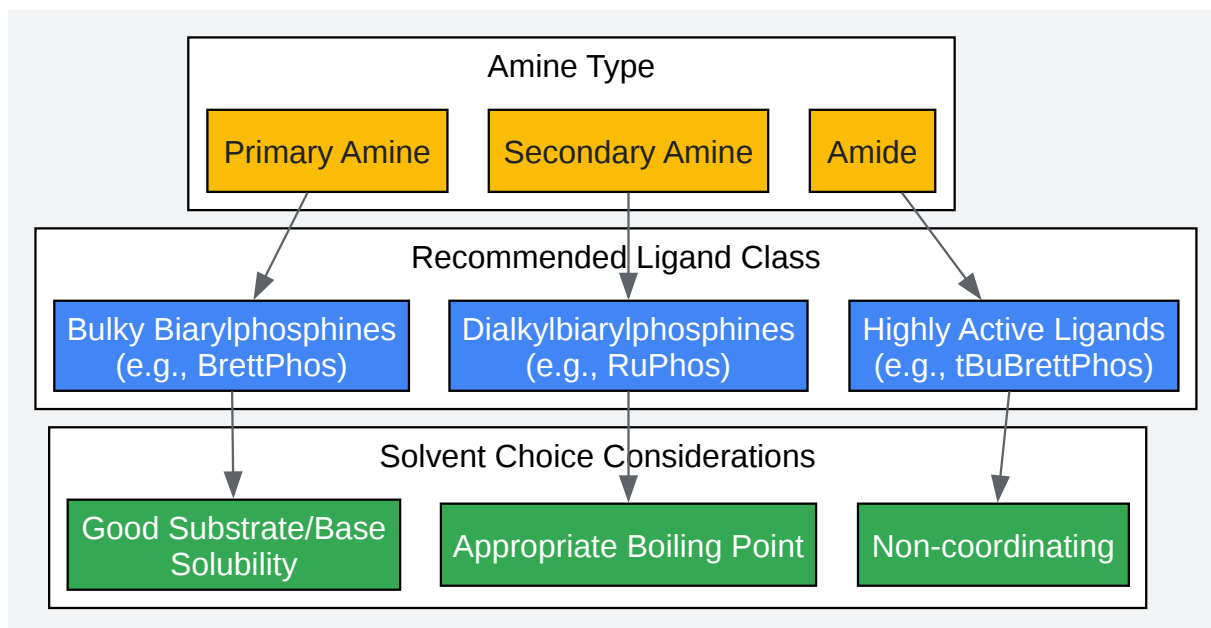 Amine Type
Primary Amine
Secondary Amine
Amide
Recommended Ligand Class
Bulky Biarylphosphines
(e.g., BrettPhos)
Dialkylbiarylphosphines
(e.g., RuPhos)
Highly Active Ligands
(e.g., tBuBrettPhos)
Solvent Choice Considerations
Good Substrate/Base
Solubility
Appropriate Boiling Point
Non-coordinating